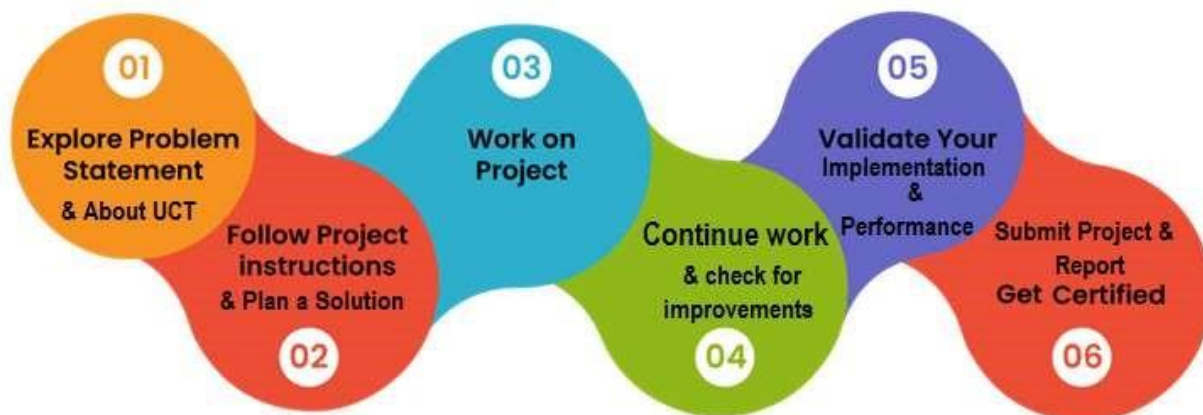 01
Explore Problem
Statement
& About UCT
Follow Project
instructions
& Plan a Solution
02
03
Work on
Project
Continue work
& check for
improvements
04
05
Validate Your
Implementation
&
Performance
Submit Project &
Report
Get Certified
06